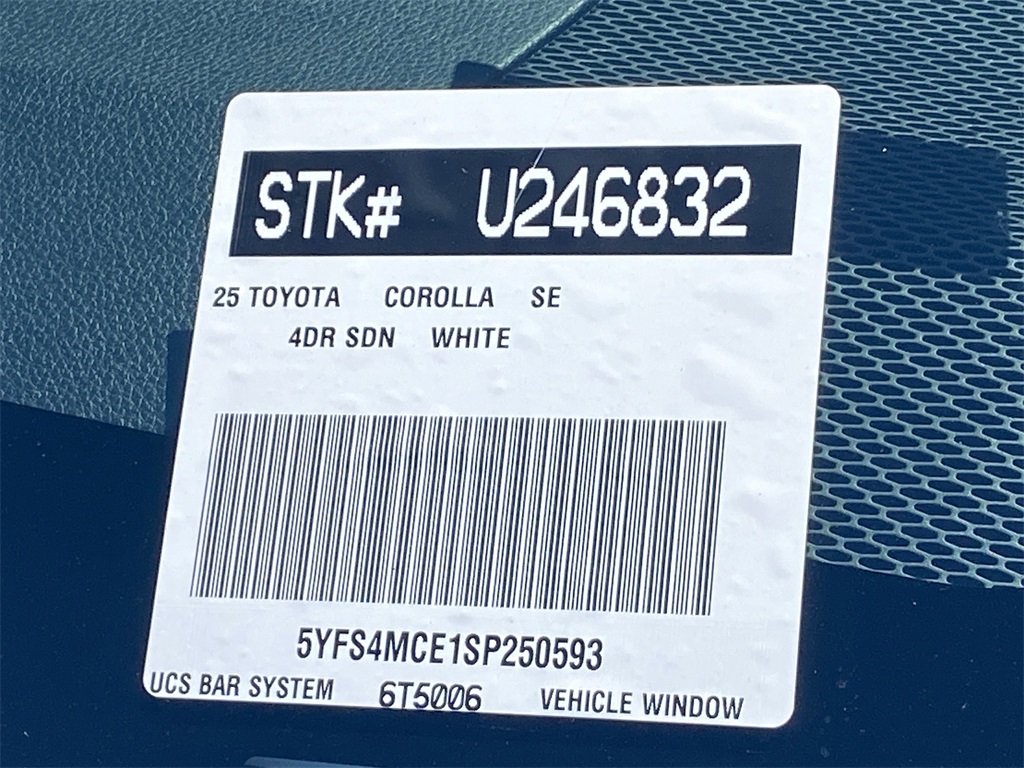 STK# U246832
25 TOYOTA COROLLA SE
4DR SDN WHITE
5YFS4MCE1SP250593
UCS BAR SYSTEM 6T5006 VEHICLE WINDOW